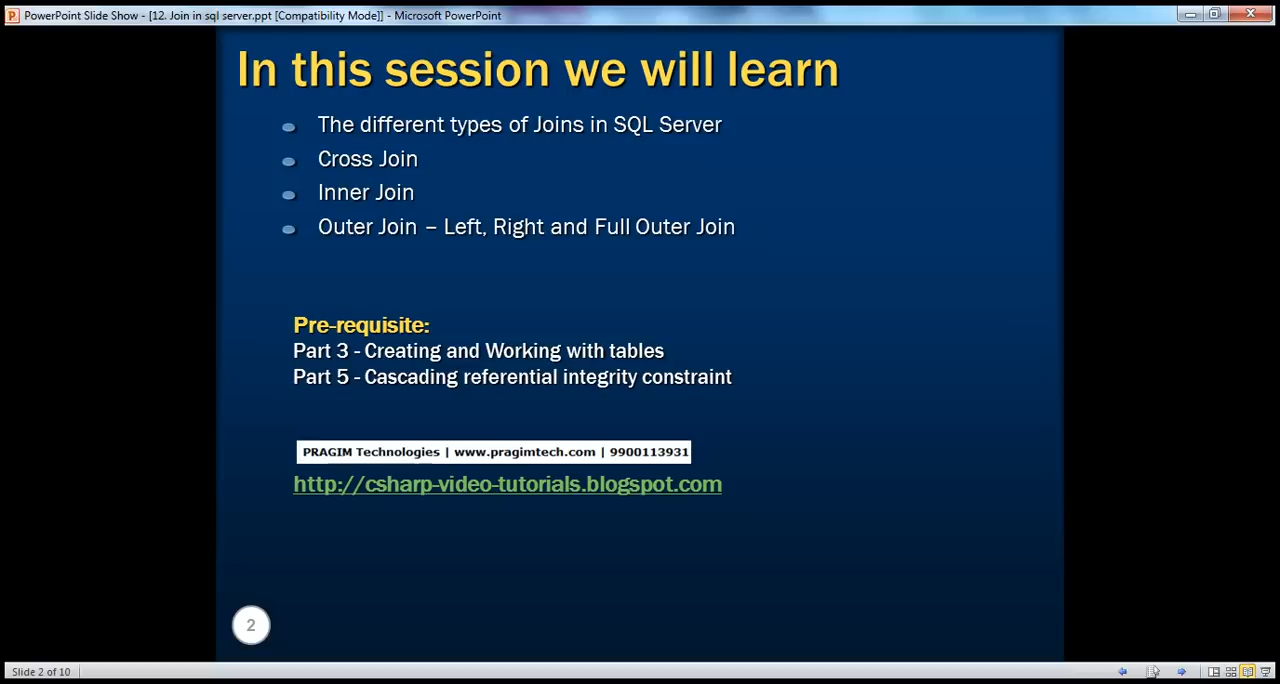 PowerPoint Slide Show - [12. Join in sql server.ppt [Compatibility Mode]] - Microsoft PowerPoint
In this session we will learn
The different types of Joins in SQL Server
Cross Join
Inner Join
Outer Join – Left, Right and Full Outer Join
Pre-requisite:
Part 3 - Creating and Working with tables
Part 5 - Cascading referential integrity constraint
PRAGIM Technologies | www.pragimtech.com | 9900113931
http://csharp-video-tutorials.blogspot.com
2
Slide 2 of 10